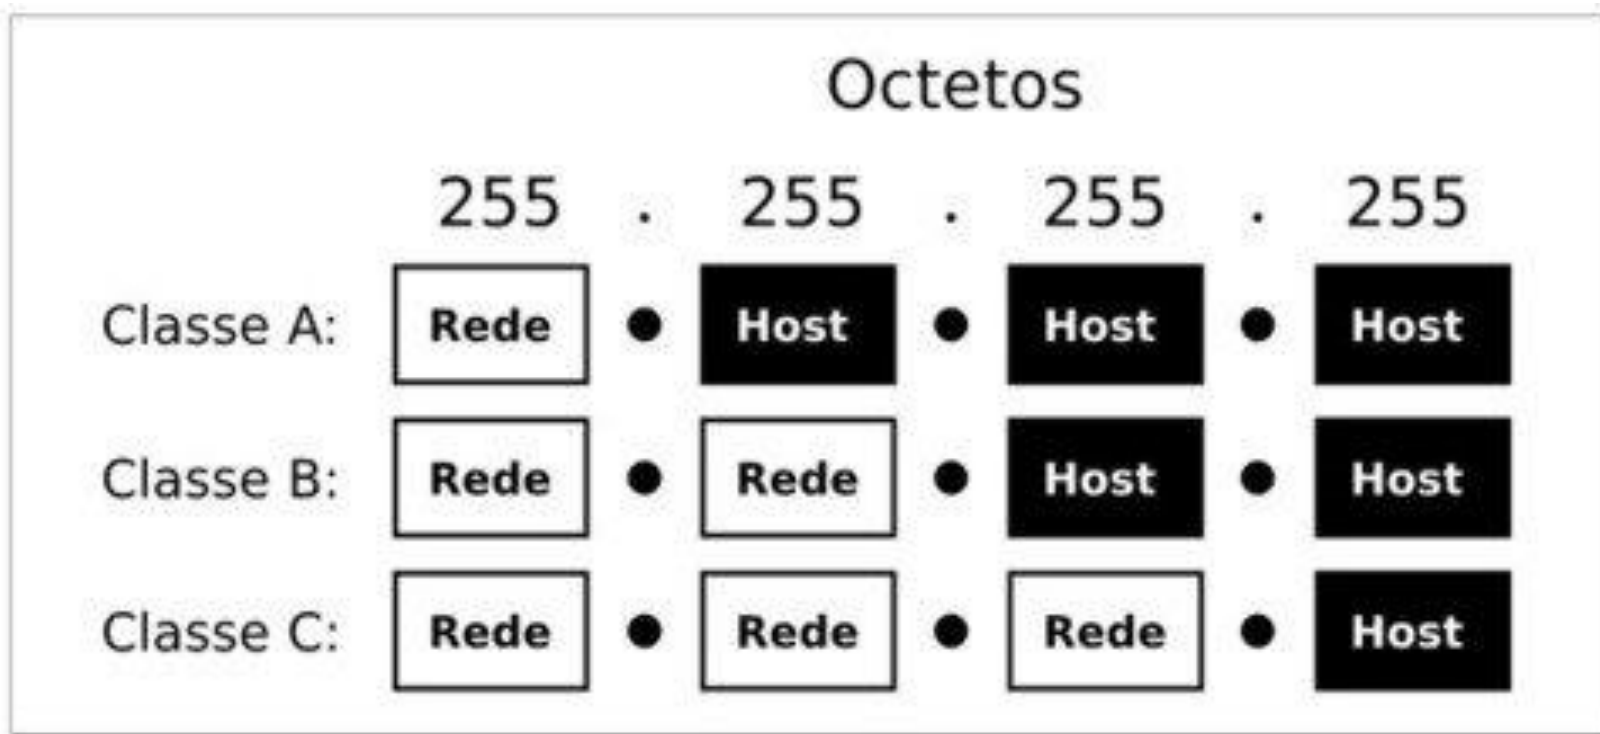 Octetos
255 . 255 . 255 . 255
Classe A: Rede • Host • Host • Host
Classe B: Rede • Rede • Host • Host
Classe C: Rede • Rede • Rede • Host